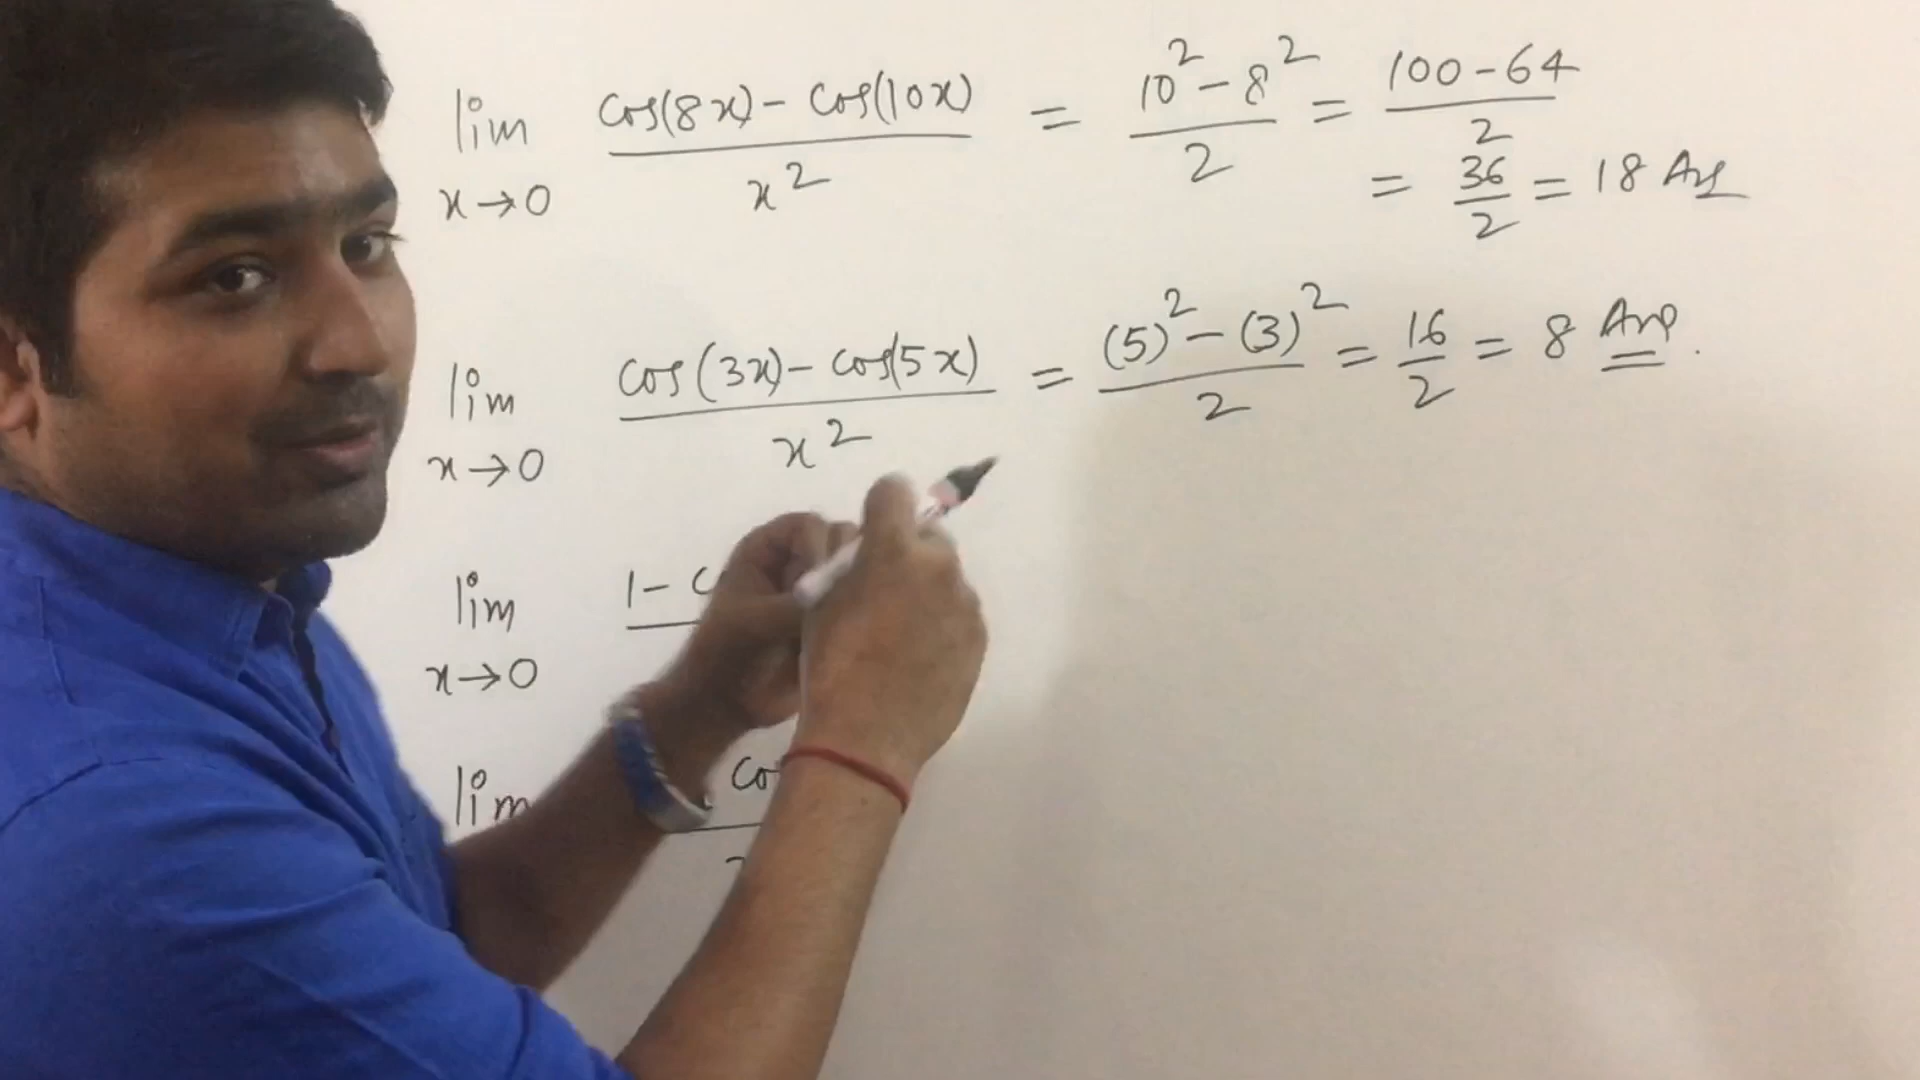 lim x→0 cos(8x) - cos(10x) / x² = 10² - 8² / 2 = 100 - 64 / 2
= 36 / 2 = 18 Ans
lim x→0 cos(3x) - cos(5x) / x² = (5)² - (3)² / 2 = 16 / 2 = 8 Ans.
lim x→0 1 -
lim